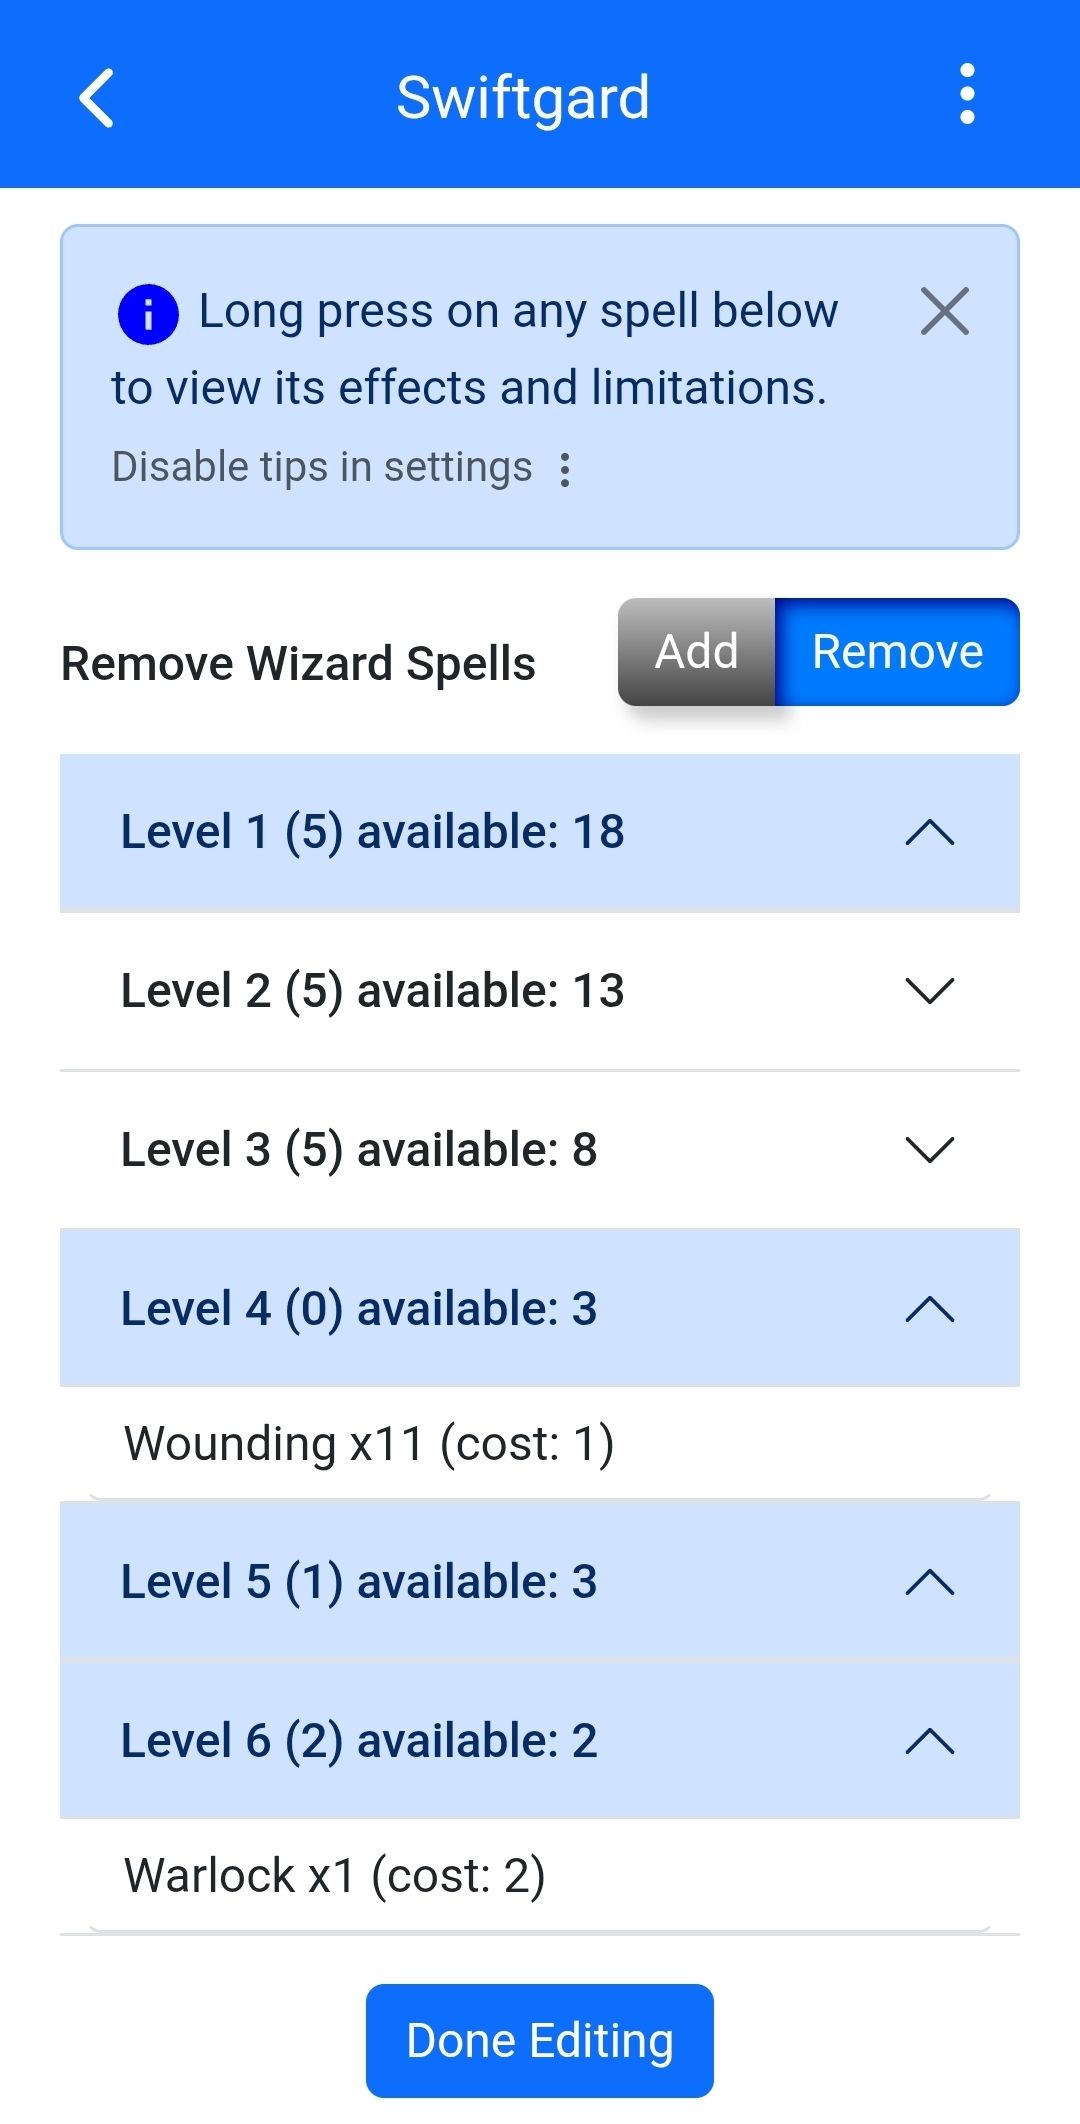 Swiftgard
Long press on any spell below
to view its effects and limitations.
Disable tips in settings
Remove Wizard Spells
Add
Remove
Level 1 (5) available: 18
Level 2 (5) available: 13
Level 3 (5) available: 8
Level 4 (0) available: 3
Wounding x11 (cost: 1)
Level 5 (1) available: 3
Level 6 (2) available: 2
Warlock x1 (cost: 2)
Done Editing